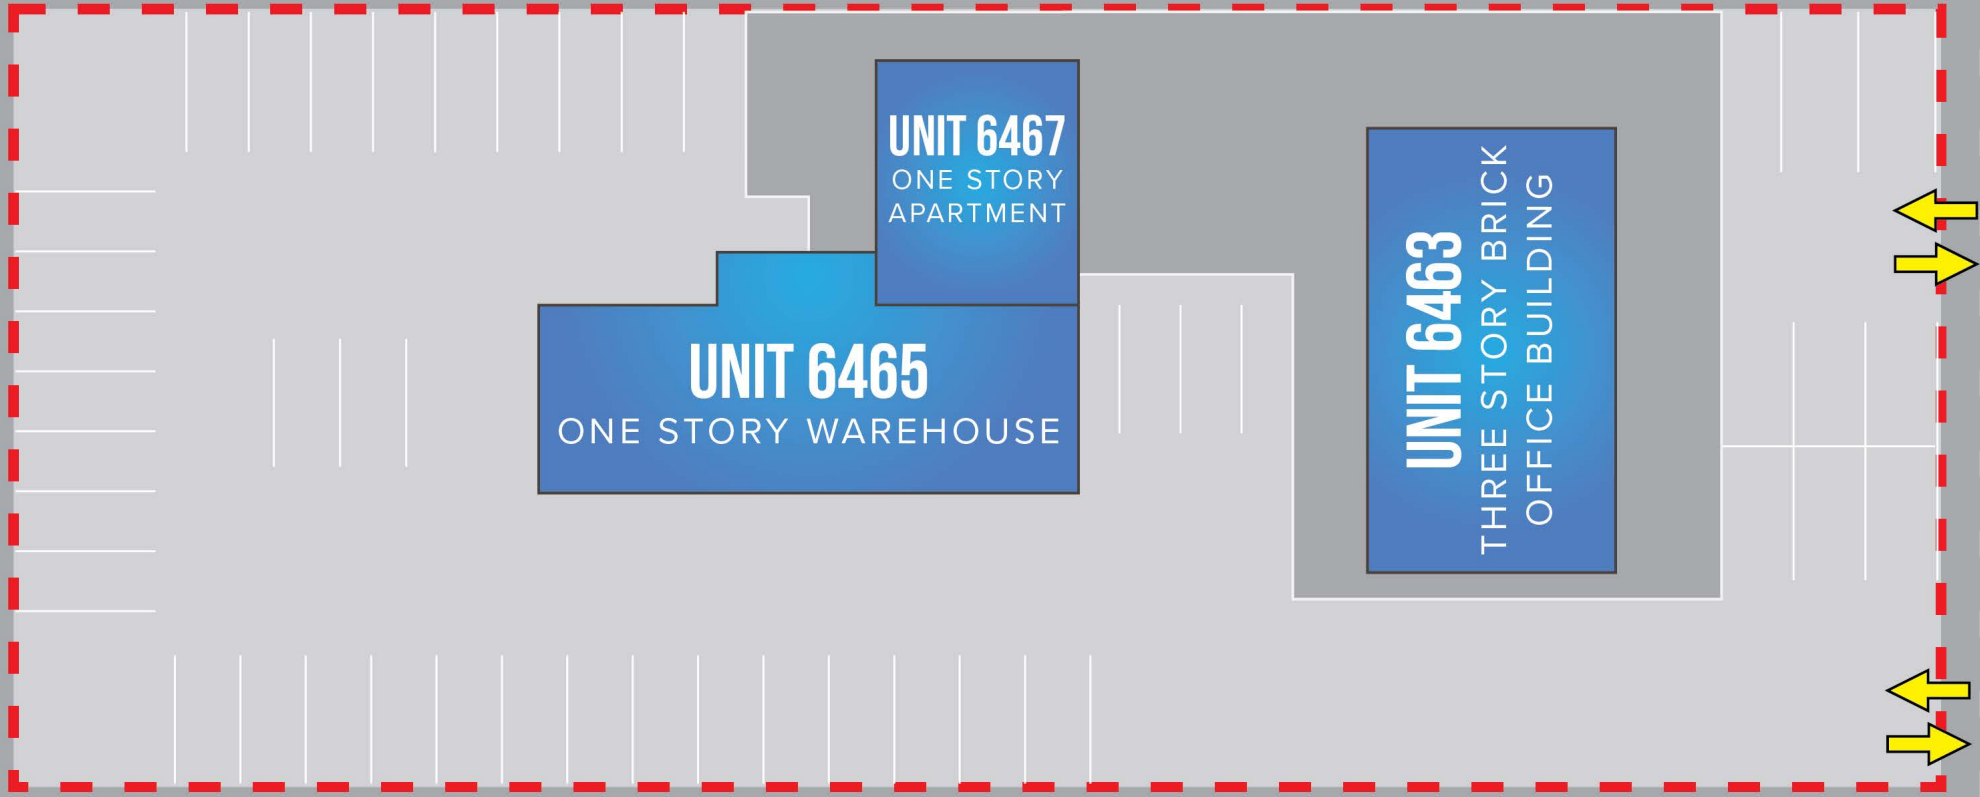 UNIT 6467
ONE STORY
APARTMENT
UNIT 6465
ONE STORY WAREHOUSE
UNIT 6463
THREE STORY BRICK
OFFICE BUILDING